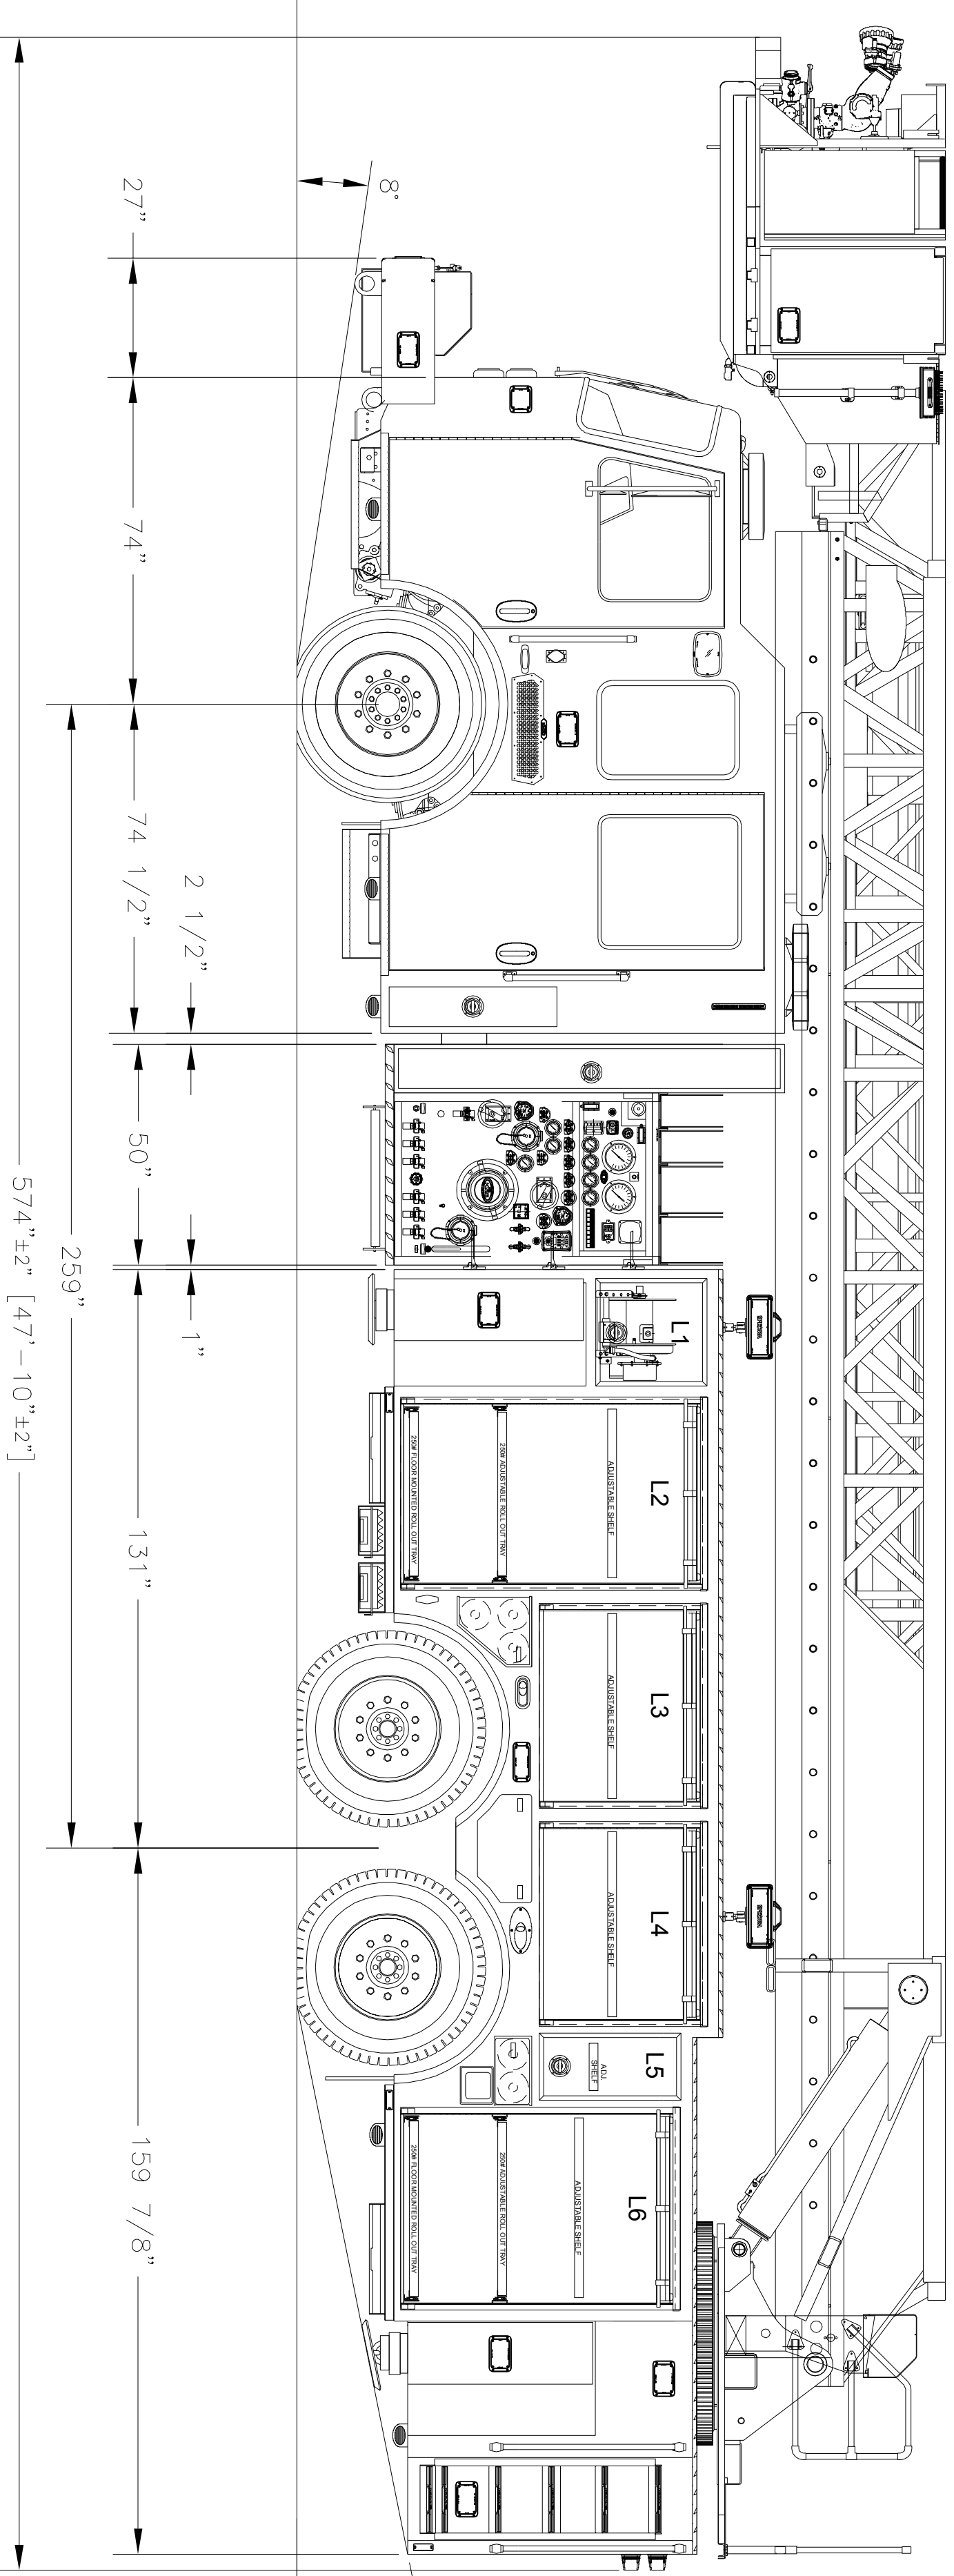 L1
L2
L3
L4
L5
L6
ADJUSTABLE SHELF
ADJUSTABLE SHELF
ADJUSTABLE SHELF
ADJ.
SHELF
ADJUSTABLE SHELF
250# ADJUSTABLE ROLL OUT TRAY
250# ADJUSTABLE ROLL OUT TRAY
250# FLOOR MOUNTED ROLL OUT TRAY
250# FLOOR MOUNTED ROLL OUT TRAY
8°
2 1/2"
1"
27"
74"
74 1/2"
50"
131"
159 7/8"
259"
574"±2" [47'-10"±2"]